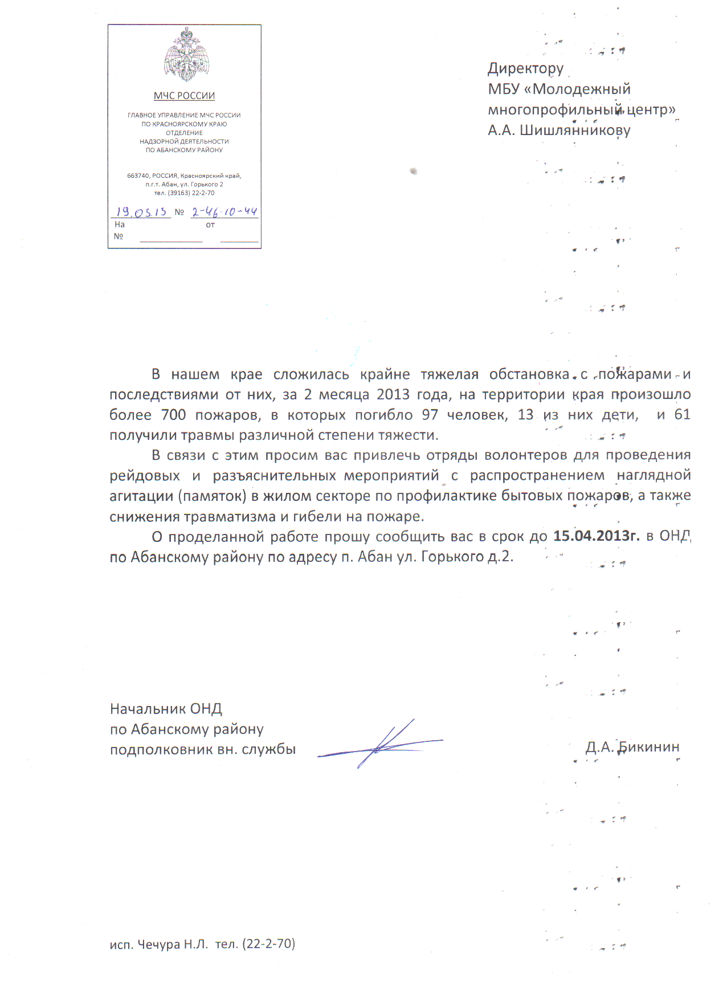 МЧС РОССИИ
ГЛАВНОЕ УПРАВЛЕНИЕ МЧС РОССИИ
ПО КРАСНОЯРСКОМУ КРАЮ
ОТДЕЛЕНИЕ
НАДЗОРНОЙ ДЕЯТЕЛЬНОСТИ
ПО АБАНСКОМУ РАЙОНУ
663740, РОССИЯ, Красноярский край,
п.г.т. Абан, ул. Горького 2
тел. (39163) 22-2-70
19.03.13 № 2-46-10-44
На от
№
Директору
МБУ «Молодежный
многопрофильный центр»
А.А. Шишлянникову
В нашем крае сложилась крайне тяжелая обстановка с пожарами и
последствиями от них, за 2 месяца 2013 года, на территории края произошло
более 700 пожаров, в которых погибло 97 человек, 13 из них дети, и 61
получили травмы различной степени тяжести.
В связи с этим просим вас привлечь отряды волонтеров для проведения
рейдовых и разъяснительных мероприятий с распространением наглядной
агитации (памяток) в жилом секторе по профилактике бытовых пожаров, а также
снижения травматизма и гибели на пожаре.
О проделанной работе прошу сообщить вас в срок до 15.04.2013г. в ОНД
по Абанскому району по адресу п. Абан ул. Горького д.2.
Начальник ОНД
по Абанскому району
подполковник вн. службы Д.А. Бикинин
исп. Чечура Н.Л. тел. (22-2-70)